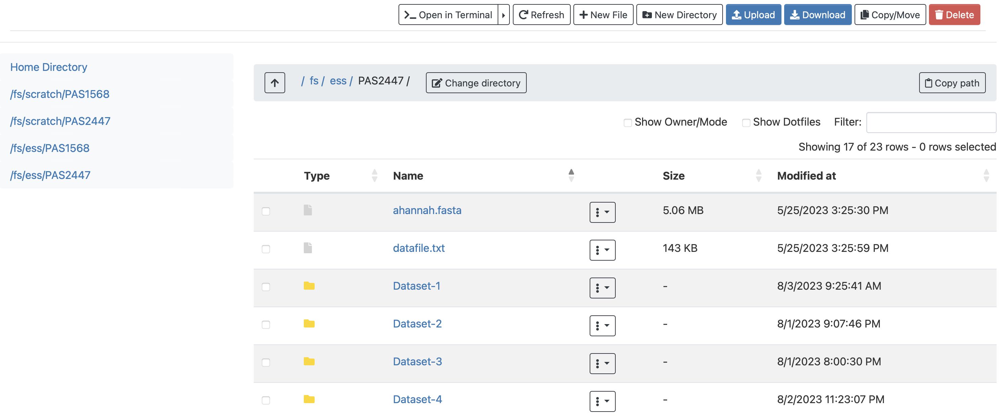 Open in Terminal Refresh New File New Directory Upload Download Copy/Move Delete
Home Directory
/fs/scratch/PAS1568
/fs/scratch/PAS2447
/fs/ess/PAS1568
/fs/ess/PAS2447
/ fs / ess / PAS2447 / Change directory Copy path
Show Owner/Mode Show Dotfiles Filter:
Showing 17 of 23 rows - 0 rows selected
Type Name Size Modified at
ahannah.fasta 5.06 MB 5/25/2023 3:25:30 PM
datafile.txt 143 KB 5/25/2023 3:25:59 PM
Dataset-1 - 8/3/2023 9:25:41 AM
Dataset-2 - 8/1/2023 9:07:46 PM
Dataset-3 - 8/1/2023 8:00:30 PM
Dataset-4 - 8/2/2023 11:23:07 PM